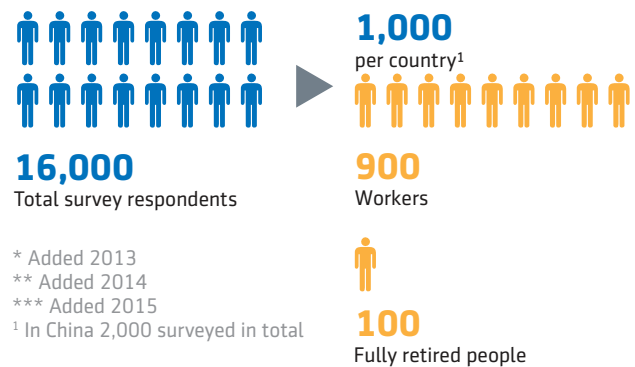 16,000
Total survey respondents
* Added 2013
** Added 2014
*** Added 2015
¹ In China 2,000 surveyed in total
1,000
per country¹
900
Workers
100
Fully retired people